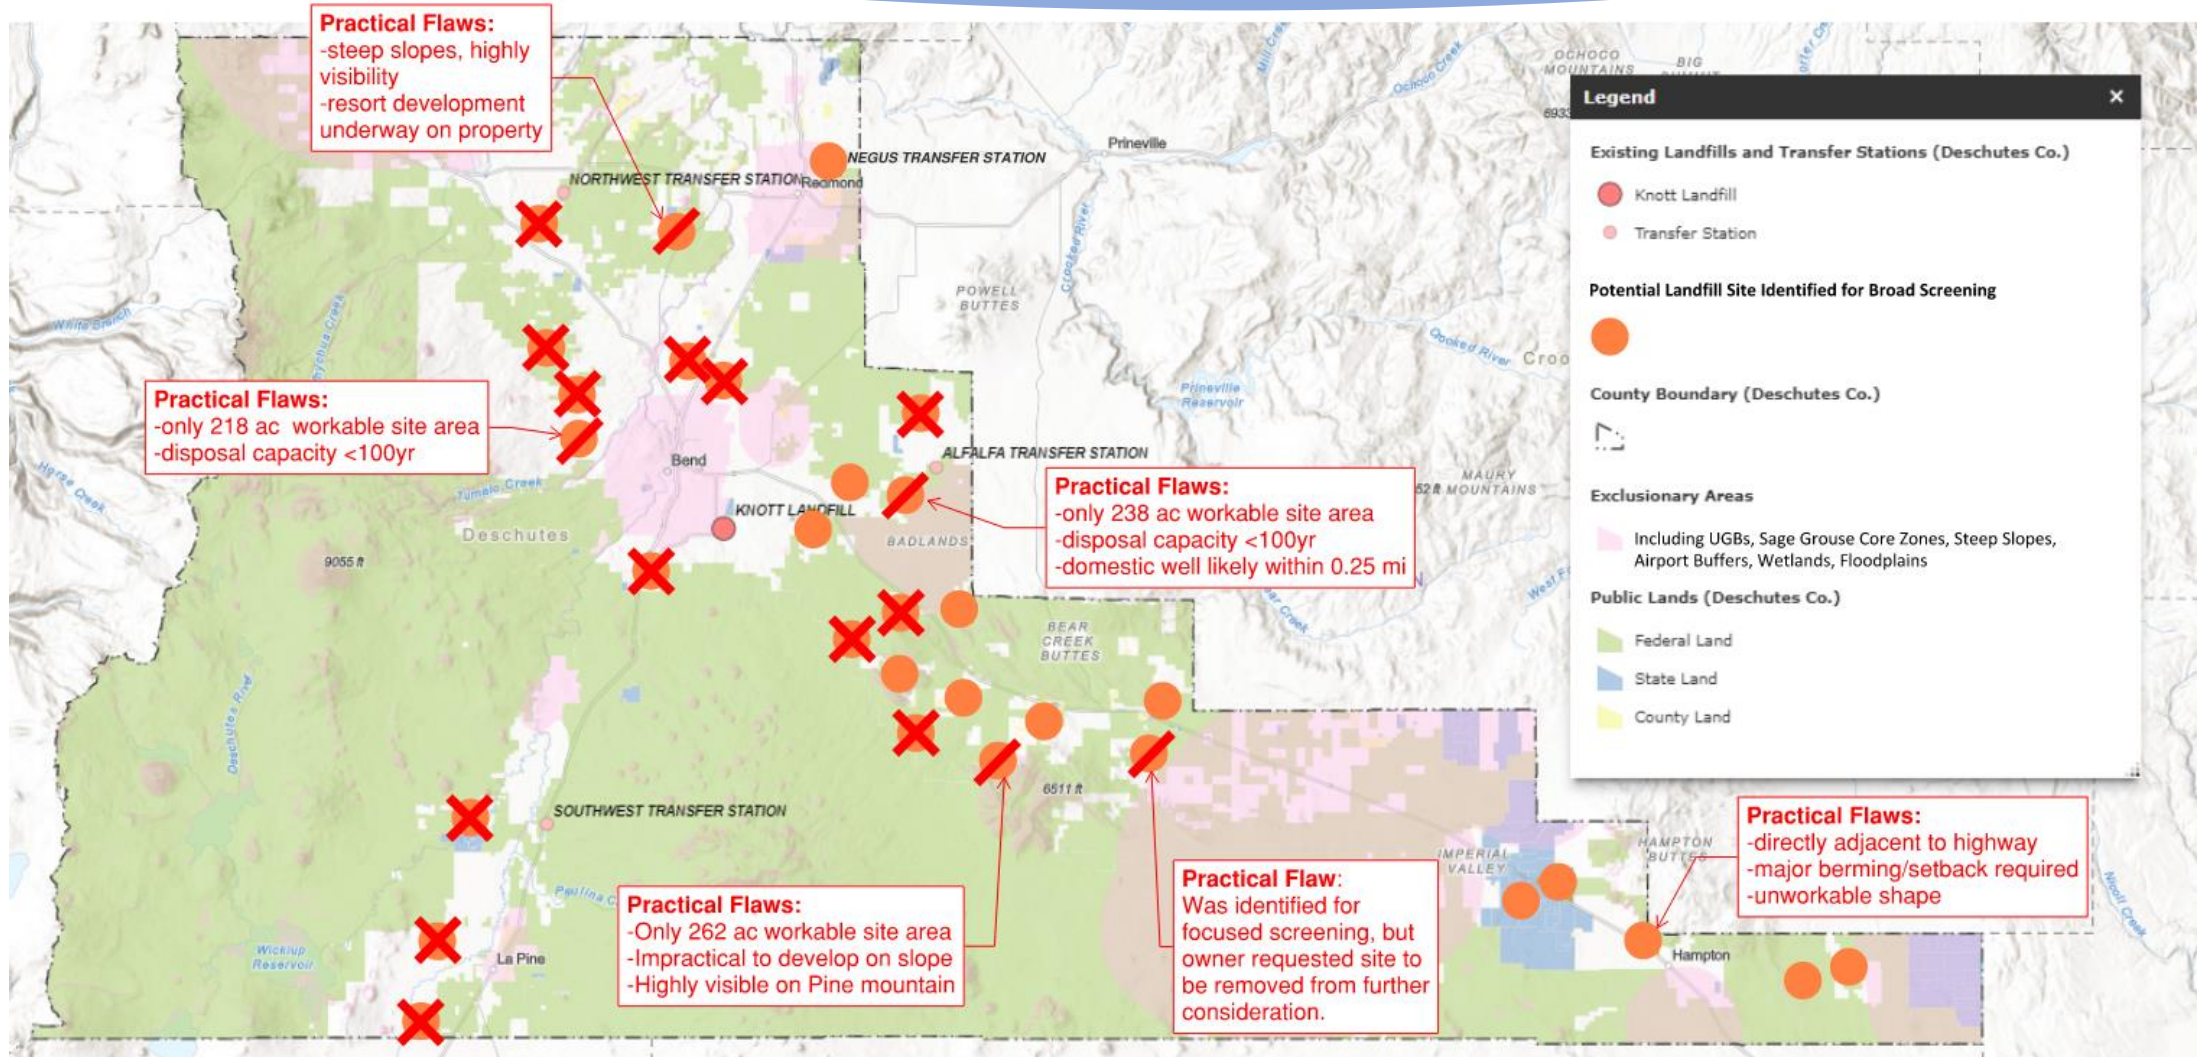 Practical Flaws:
-steep slopes, highly
visibility
-resort development
underway on property
OCHOCO
MOUNTAINS
BIG
Mill Creek
Ochoco Creek
Legend
×
Existing Landfills and Transfer Stations (Deschutes Co.)
Knott Landfill
Transfer Station
Potential Landfill Site Identified for Broad Screening
County Boundary (Deschutes Co.)
Exclusionary Areas
Including UGBs, Sage Grouse Core Zones, Steep Slopes,
Airport Buffers, Wetlands, Floodplains
Public Lands (Deschutes Co.)
Federal Land
State Land
County Land
Prineville
NEGUS TRANSFER STATION
NORTHWEST TRANSFER STATION
Redmond
Crooked River
POWELL
BUTTES
White Branch
Crooked River
Croo
Prineville
Reservoir
Practical Flaws:
-only 218 ac workable site area
-disposal capacity <100yr
Horse Creek
Tumalo Creek
Bend
ALFALFA TRANSFER STATION
MAURY
MOUNTAINS
Practical Flaws:
-only 238 ac workable site area
-disposal capacity <100yr
-domestic well likely within 0.25 mi
KNOTT LANDFILL
Deschutes
BADLANDS
9055 ft
BEAR
CREEK
BUTTES
Deschutes River
6511 ft
SOUTHWEST TRANSFER STATION
Practical Flaws:
-directly adjacent to highway
-major berming/setback required
-unworkable shape
HAMPTON
BUTTES
IMPERIAL
VALLEY
Practical Flaw:
Was identified for
focused screening, but
owner requested site to
be removed from further
consideration.
Practical Flaws:
-Only 262 ac workable site area
-Impractical to develop on slope
-Highly visible on Pine mountain
Paulina C
Wickiup
Reservoir
La Pine
Hampton